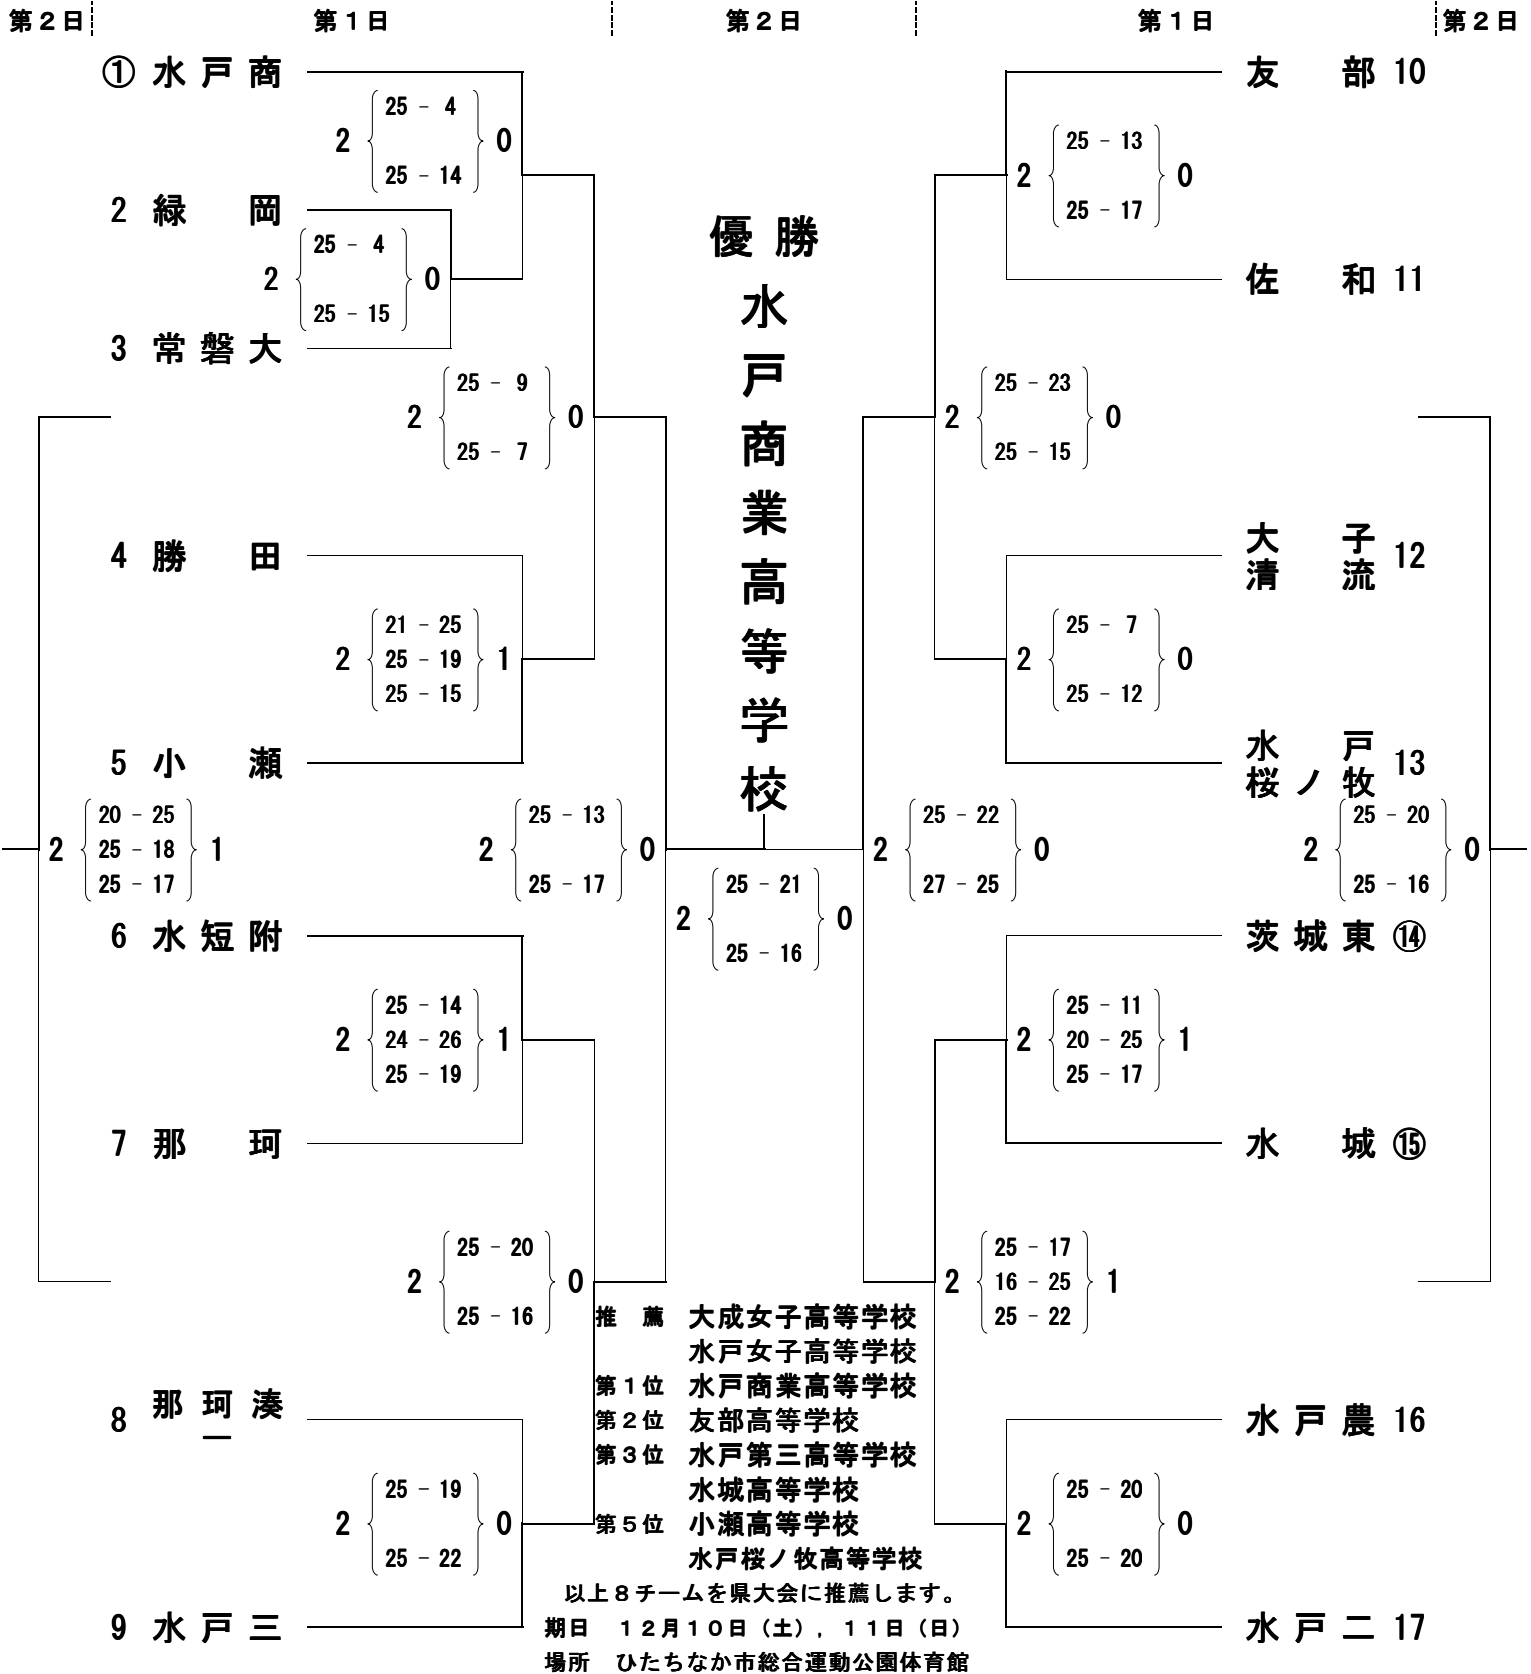 第２日 第１日 第２日 第１日 第２日
① 水戸商
25 - 4
2 0
25 - 14
2 緑岡
25 - 4
2 0
25 - 15
3 常磐大
25 - 9
2 0
25 - 7
4 勝田
21 - 25
2 25 - 19 1
25 - 15
5 小瀬
20 - 25
2 25 - 18 1
25 - 17
25 - 13
2 0
25 - 17
6 水短附
25 - 14
2 24 - 26 1
25 - 19
7 那珂
25 - 20
2 0
25 - 16
8 那珂湊
一
25 - 19
2 0
25 - 22
9 水戸三
優勝
水戸商業高等学校
25 - 21
2 0
25 - 16
友部 10
25 - 13
2 0
25 - 17
佐和 11
25 - 23
2 0
25 - 15
大子
清流 12
25 - 7
2 0
25 - 12
水戸
桜ノ牧 13
25 - 22
2 0
27 - 25
25 - 20
2 0
25 - 16
茨城東 ⑭
25 - 11
2 20 - 25 1
25 - 17
水城 ⑮
25 - 17
2 16 - 25 1
25 - 22
水戸農 16
25 - 20
2 0
25 - 20
水戸二 17
推薦 大成女子高等学校
水戸女子高等学校
第１位 水戸商業高等学校
第２位 友部高等学校
第３位 水戸第三高等学校
水城高等学校
第５位 小瀬高等学校
水戸桜ノ牧高等学校
以上８チームを県大会に推薦します。
期日 １２月１０日（土），１１日（日）
場所 ひたちなか市総合運動公園体育館